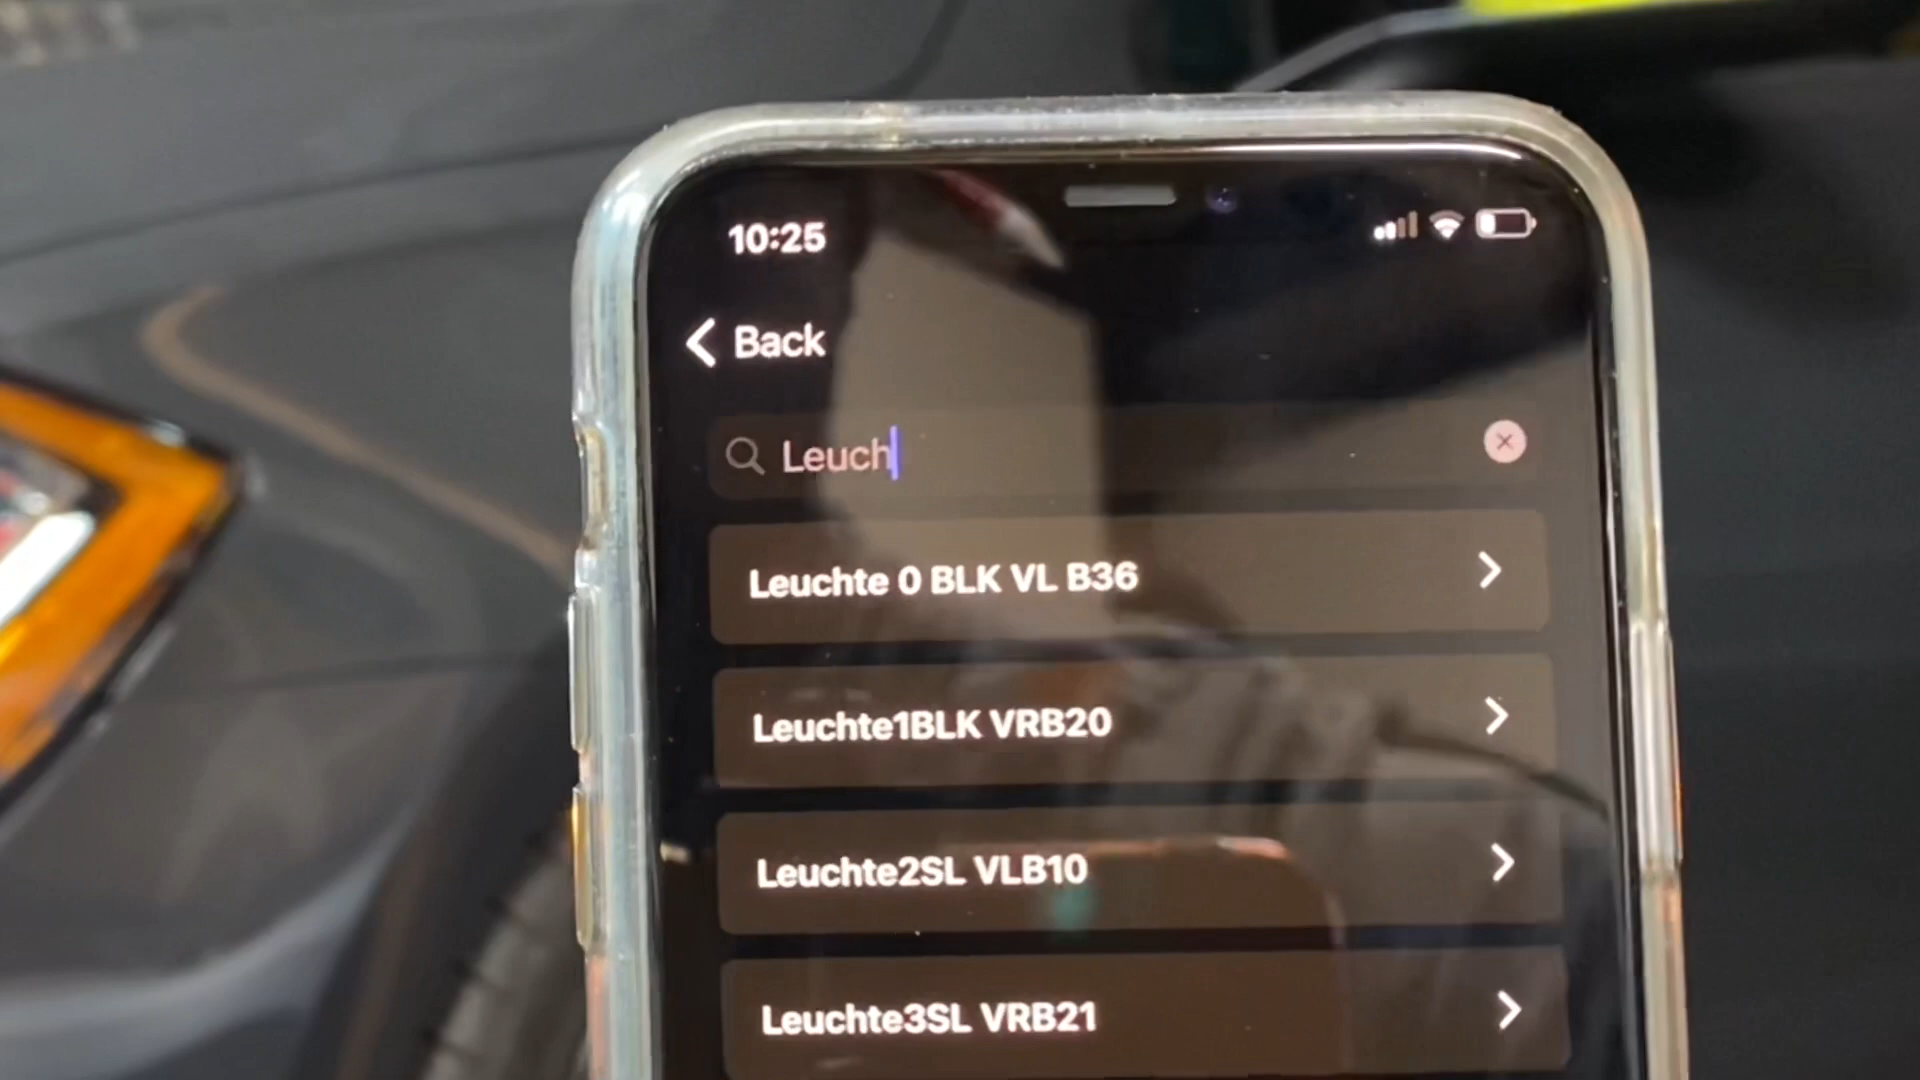 10:25
Back
Leuch
Leuchte 0 BLK VL B36
Leuchte1BLK VRB20
Leuchte2SL VLB10
Leuchte3SL VRB21